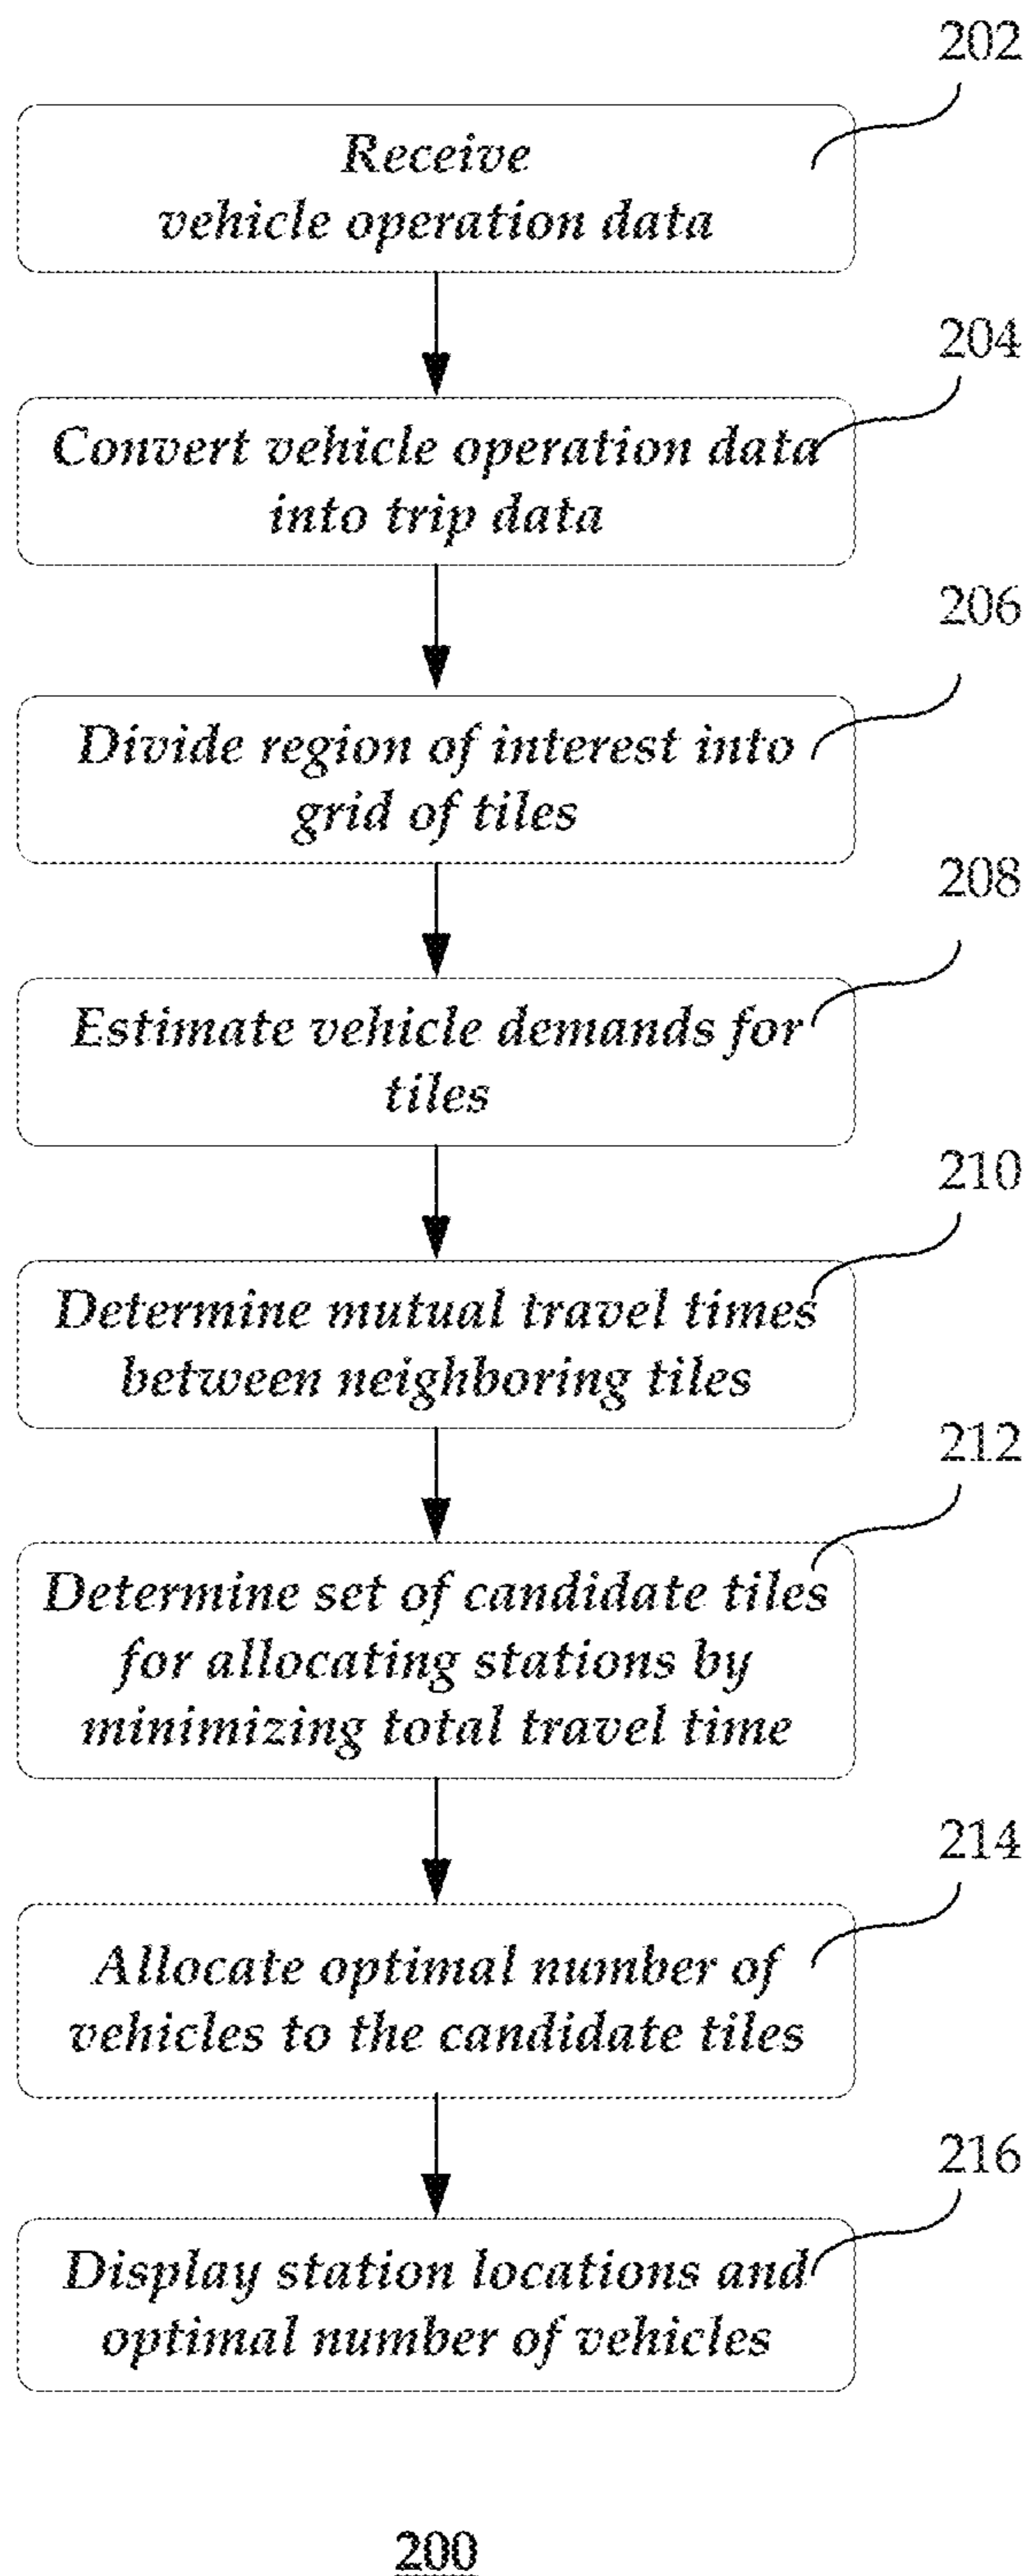 202
Receive
vehicle operation data
204
Convert vehicle operation data
into trip data
206
Divide region of interest into
grid of tiles
208
Estimate vehicle demands for
tiles
210
Determine mutual travel times
between neighboring tiles
212
Determine set of candidate tiles
for allocating stations by
minimizing total travel time
214
Allocate optimal number of
vehicles to the candidate tiles
216
Display station locations and
optimal number of vehicles
200